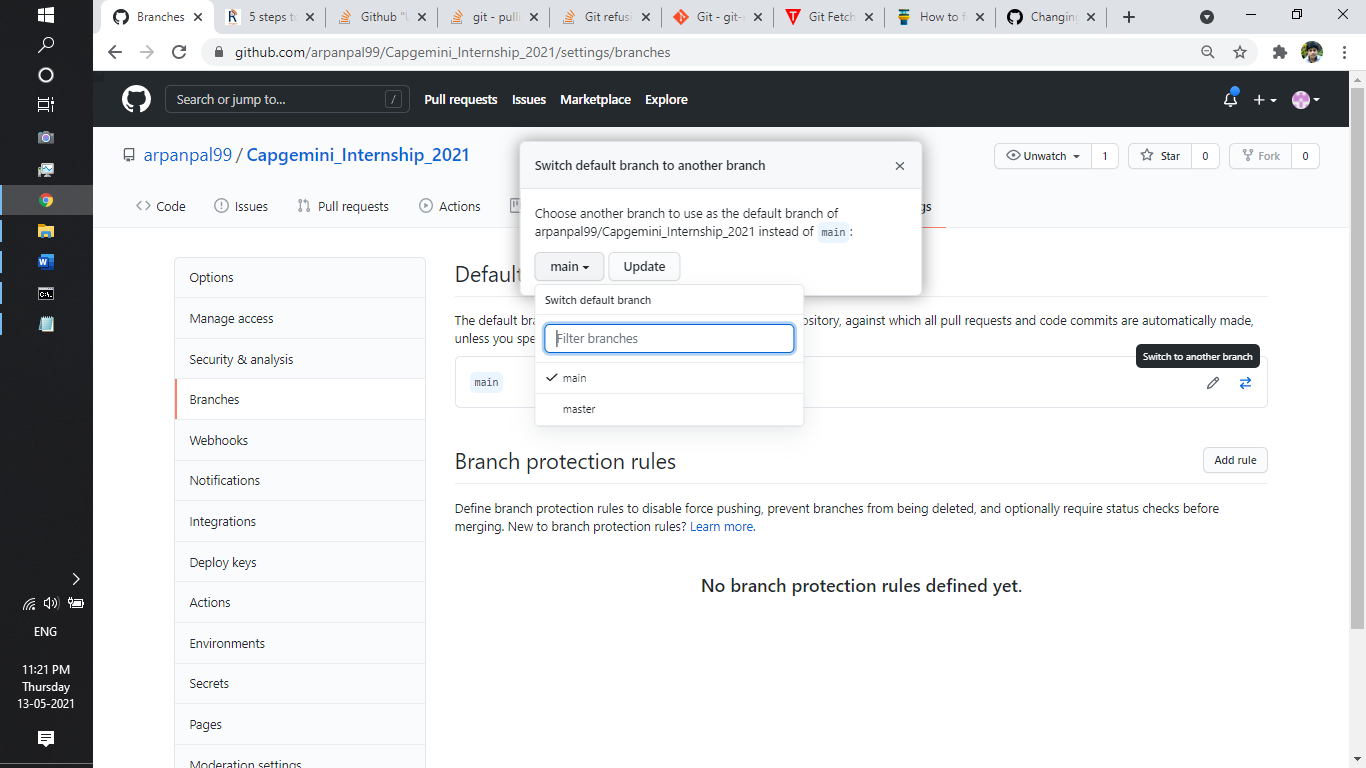 Branches
5 steps t
Github "U
git - pull
Git refus
Git - git-
Git Fetch
How to f
Changin
github.com/arpanpal99/Capgemini_Internship_2021/settings/branches
Search or jump to...
/
Pull requests
Issues
Marketplace
Explore
arpanpal99 / Capgemini_Internship_2021
Unwatch
1
Star
0
Fork
0
Code
Issues
Pull requests
Actions
gs
Switch default branch to another branch
Choose another branch to use as the default branch of
arpanpal99/Capgemini_Internship_2021 instead of main :
main
Update
Switch default branch
Filter branches
main
master
Options
Manage access
Security & analysis
Branches
Webhooks
Notifications
Integrations
Deploy keys
Actions
Environments
Secrets
Pages
Moderation settings
Default
The default bra
ository, against which all pull requests and code commits are automatically made,
unless you spe
Switch to another branch
main
Branch protection rules
Add rule
Define branch protection rules to disable force pushing, prevent branches from being deleted, and optionally require status checks before
merging. New to branch protection rules? Learn more.
No branch protection rules defined yet.
ENG
11:21 PM
Thursday
13-05-2021